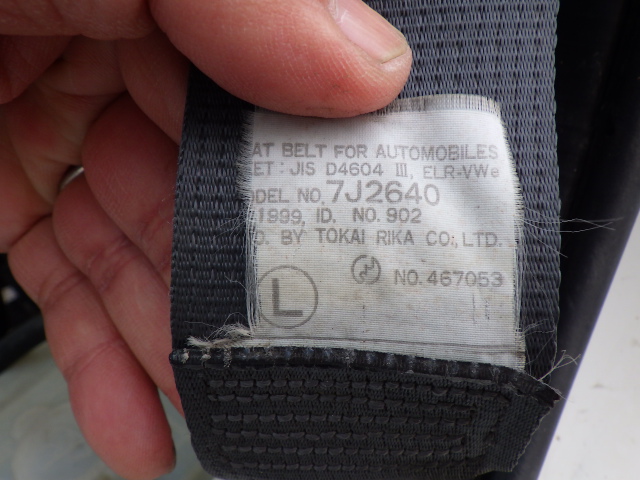 AT BELT FOR AUTOMOBILES
EET : JIS D4604 III, ELR-VWe
ODEL NO. 7J2640
1999, ID. NO. 902
D. BY TOKAI RIKA CO., LTD.
NO. 467053
L